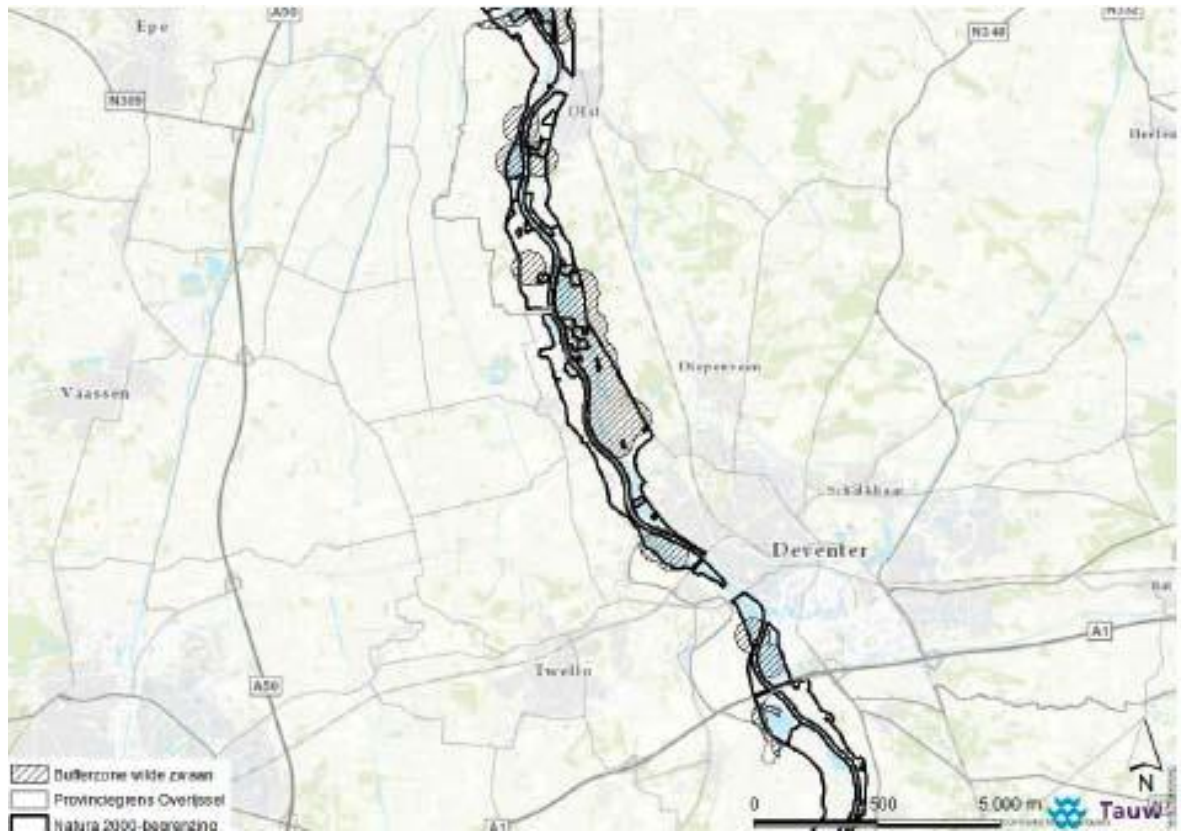 A50
Epe
N332
N348
N309
Olst
Heeten
Vaassen
Diepenveen
Schalkhaar
Deventer
A1
Twello
A50
Bufferzone wilde zwaan
Provinciegrens Overijssel
Natura 2000-begrenzing
A1
0 500 5.000 m
N
Tauw